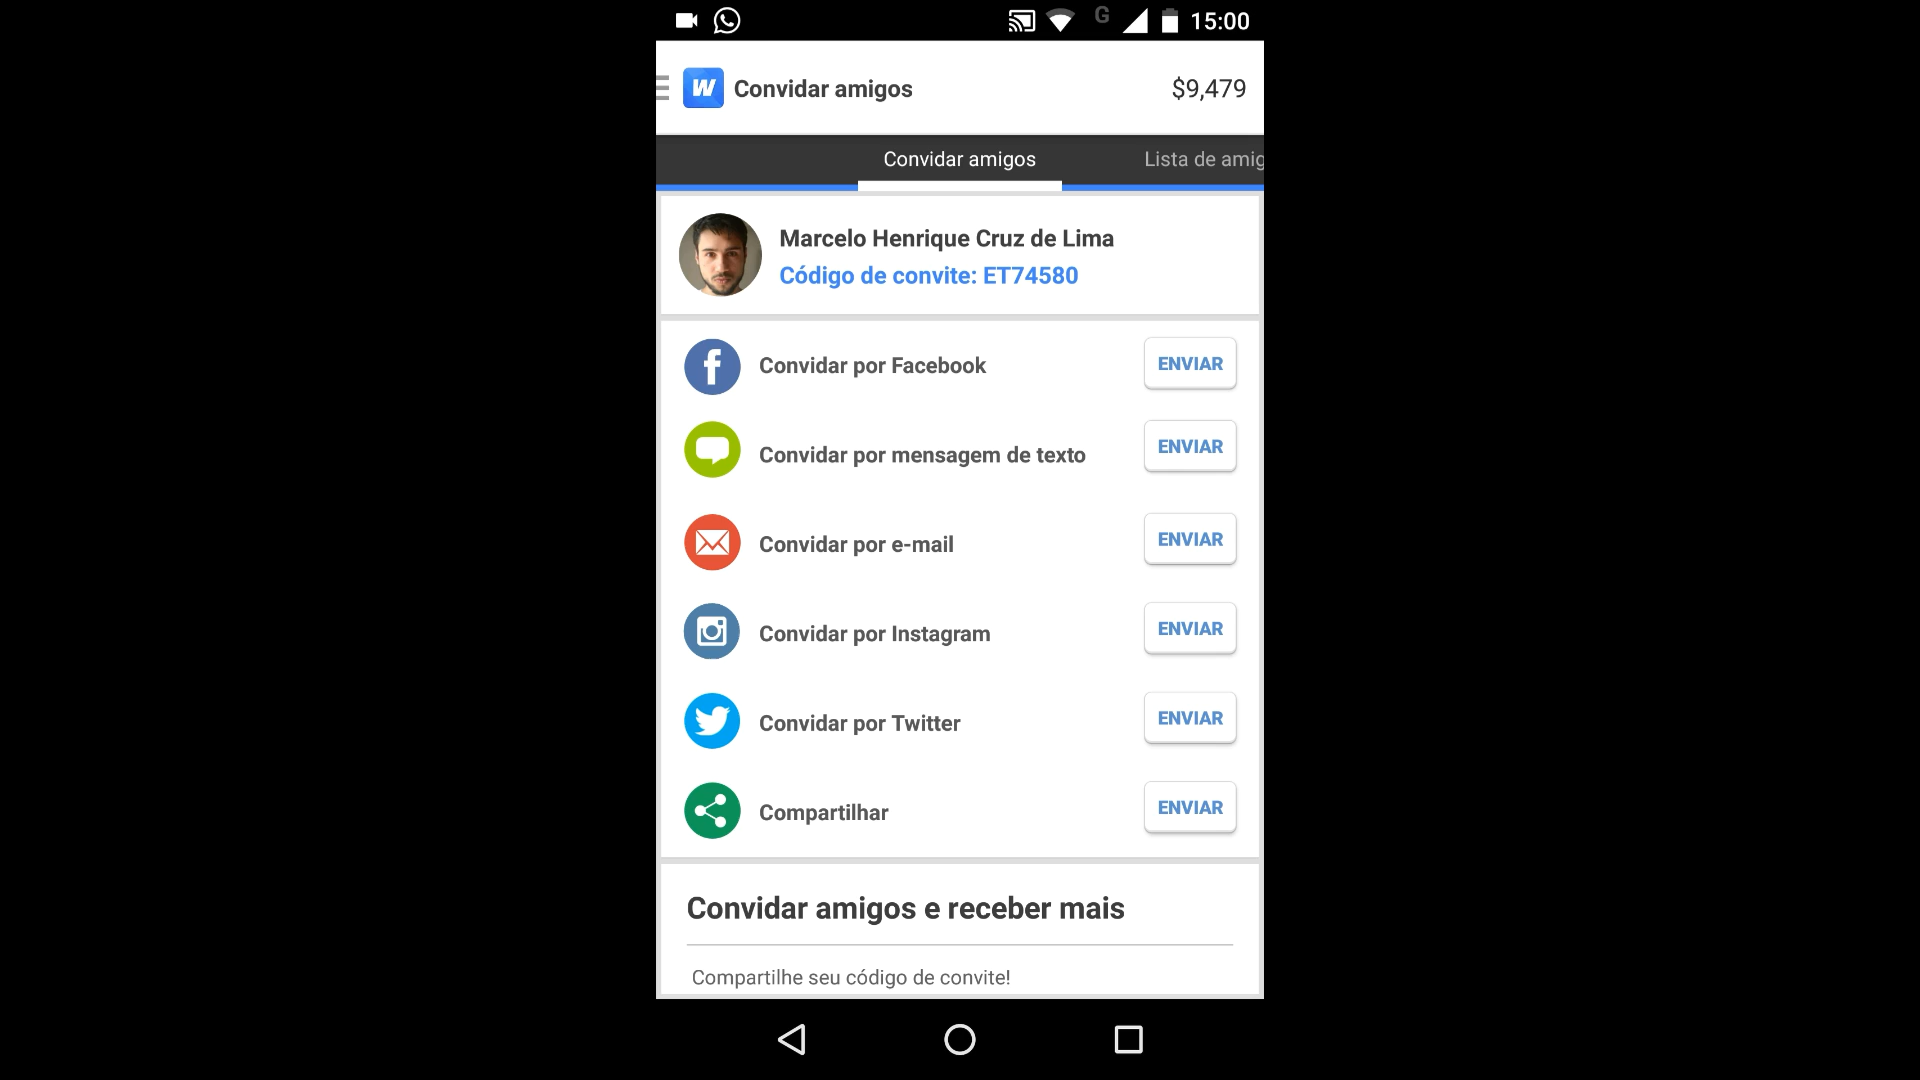 G 15:00
W Convidar amigos $9,479
Convidar amigos Lista de amig
Marcelo Henrique Cruz de Lima
Código de convite: ET74580
Convidar por Facebook ENVIAR
Convidar por mensagem de texto ENVIAR
Convidar por e-mail ENVIAR
Convidar por Instagram ENVIAR
Convidar por Twitter ENVIAR
Compartilhar ENVIAR
Convidar amigos e receber mais
Compartilhe seu código de convite!